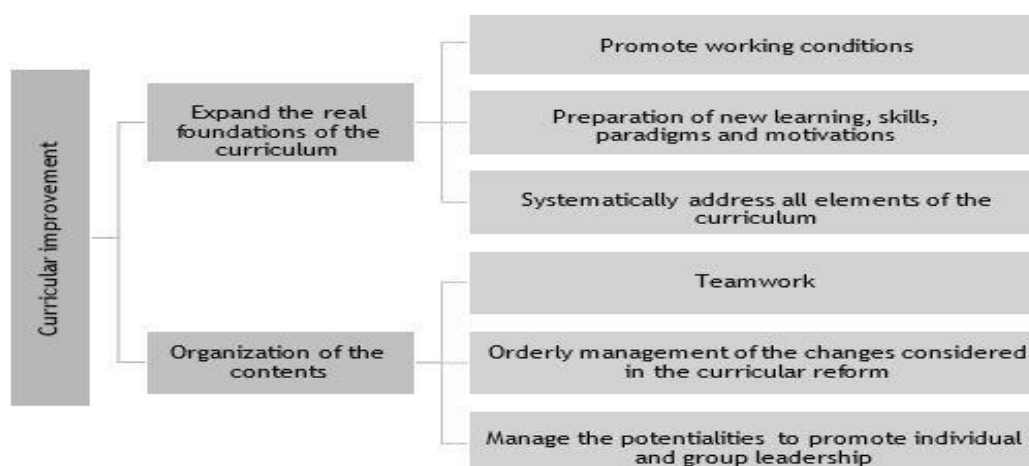 Curricular improvement
Expand the real
foundations of the
curriculum
Promote working conditions
Preparation of new learning, skills,
paradigms and motivations
Systematically address all elements of the
curriculum
Organization of the
contents
Teamwork
Orderly management of the changes considered
in the curricular reform
Manage the potentialities to promote individual
and group leadership